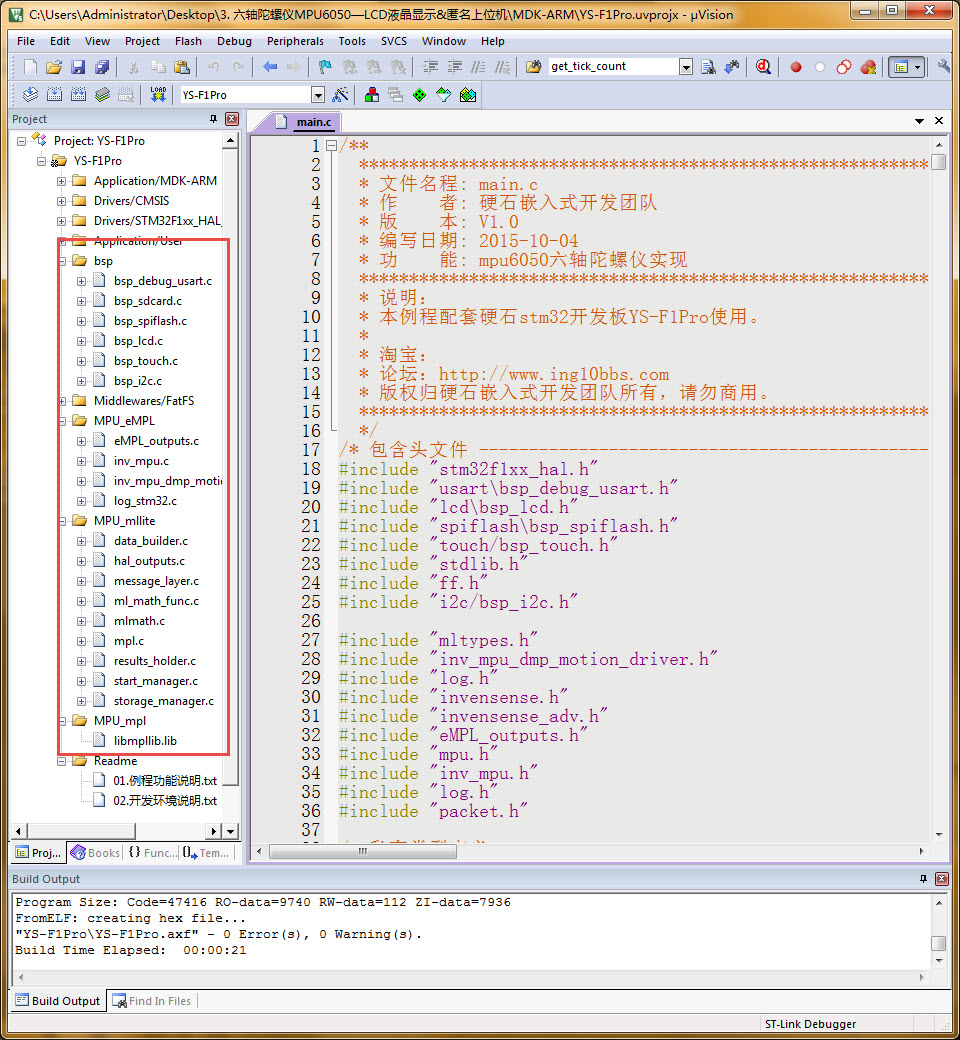 C:\Users\Administrator\Desktop\3. 六轴陀螺仪MPU6050—LCD液晶显示&匿名上位机\MDK-ARM\YS-F1Pro.uvprojx - µVision
File Edit View Project Flash Debug Peripherals Tools SVCS Window Help
get_tick_count
LOAD YS-F1Pro
Project
main.c
Project: YS-F1Pro
YS-F1Pro
Application/MDK-ARM
Drivers/CMSIS
Drivers/STM32F1xx_HAL_
Application/User
bsp
bsp_debug_usart.c
bsp_sdcard.c
bsp_spiflash.c
bsp_lcd.c
bsp_touch.c
bsp_i2c.c
Middlewares/FatFS
MPU_eMPL
eMPL_outputs.c
inv_mpu.c
inv_mpu_dmp_moti
log_stm32.c
MPU_mllite
data_builder.c
hal_outputs.c
message_layer.c
ml_math_func.c
mlmath.c
mpl.c
results_holder.c
start_manager.c
storage_manager.c
MPU_mpl
libmpllib.lib
Readme
01.例程功能说明.txt
02.开发环境说明.txt
Proj... Books {} Func... Tem...
1 /**
2 *********************************************************
3 * 文件名程: main.c
4 * 作    者: 硬石嵌入式开发团队
5 * 版    本: V1.0
6 * 编写日期: 2015-10-04
7 * 功    能: mpu6050六轴陀螺仪实现
8 *********************************************************
9 * 说明：
10 * 本例程配套硬石stm32开发板YS-F1Pro使用。
11 *
12 * 淘宝：
13 * 论坛：http://www.ing10bbs.com
14 * 版权归硬石嵌入式开发团队所有，请勿商用。
15 *********************************************************
16 */
17 /* 包含头文件 ---------------------------------------------
18 #include "stm32f1xx_hal.h"
19 #include "usart\bsp_debug_usart.h"
20 #include "lcd\bsp_lcd.h"
21 #include "spiflash\bsp_spiflash.h"
22 #include "touch/bsp_touch.h"
23 #include "stdlib.h"
24 #include "ff.h"
25 #include "i2c/bsp_i2c.h"
26
27 #include "mltypes.h"
28 #include "inv_mpu_dmp_motion_driver.h"
29 #include "log.h"
30 #include "invensense.h"
31 #include "invensense_adv.h"
32 #include "eMPL_outputs.h"
33 #include "mpu.h"
34 #include "inv_mpu.h"
35 #include "log.h"
36 #include "packet.h"
37
Build Output
Program Size: Code=47416 RO-data=9740 RW-data=112 ZI-data=7936
FromELF: creating hex file...
"YS-F1Pro\YS-F1Pro.axf" - 0 Error(s), 0 Warning(s).
Build Time Elapsed:  00:00:21
Build Output Find In Files
ST-Link Debugger